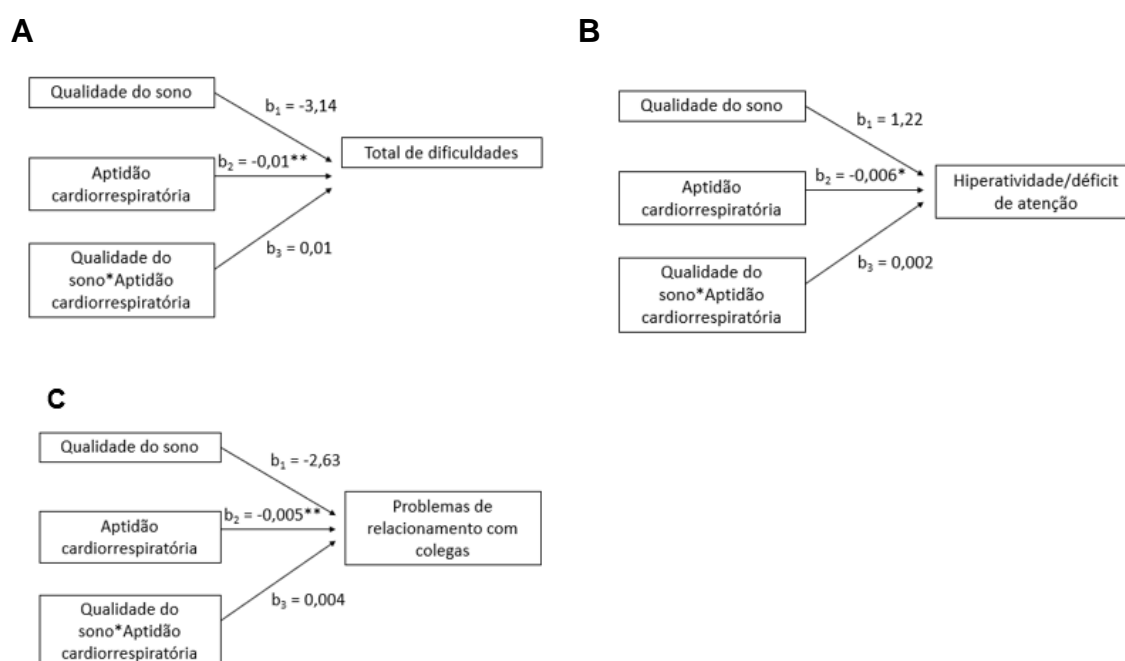 A
Qualidade do sono
b₁ = -3,14
Aptidão
cardiorrespiratória
b₂ = -0,01**
Total de dificuldades
Qualidade do
sono*Aptidão
cardiorrespiratória
b₃ = 0,01
B
Qualidade do sono
b₁ = 1,22
Aptidão
cardiorrespiratória
b₂ = -0,006*
Hiperatividade/déficit
de atenção
Qualidade do
sono*Aptidão
cardiorrespiratória
b₃ = 0,002
C
Qualidade do sono
b₁ = -2,63
Aptidão
cardiorrespiratória
b₂ = -0,005**
Problemas de
relacionamento com
colegas
Qualidade do
sono*Aptidão
cardiorrespiratória
b₃ = 0,004